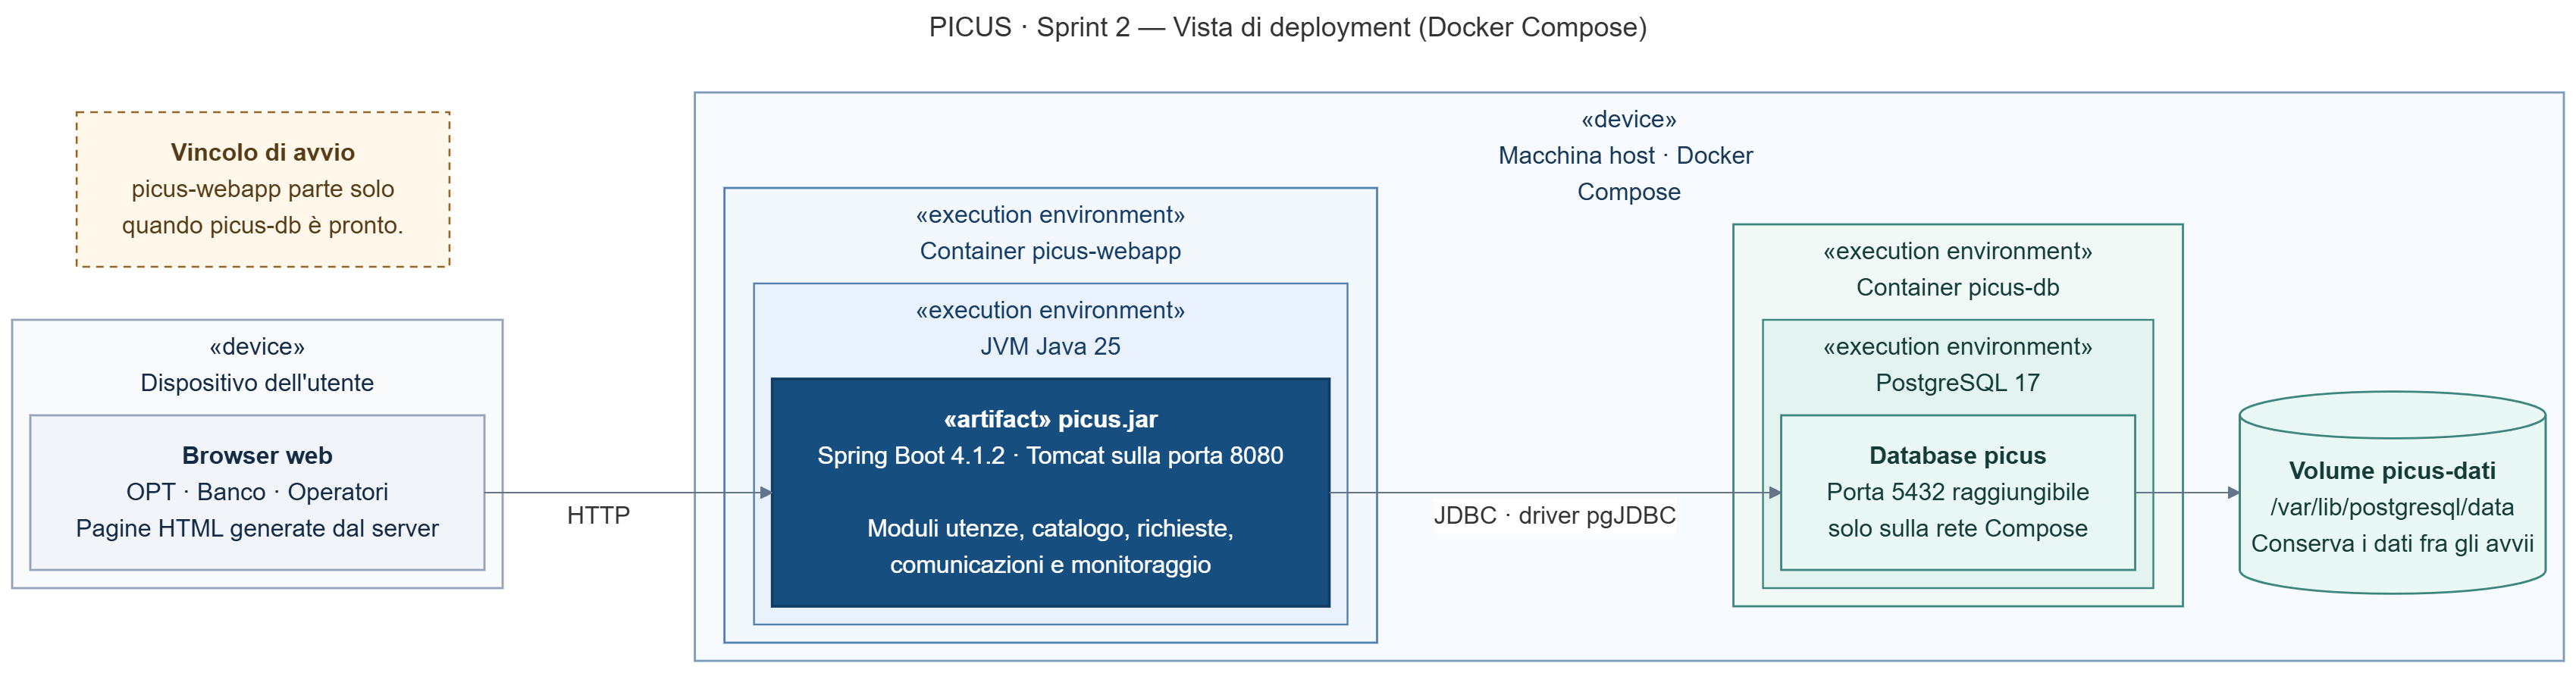 PICUS · Sprint 2 — Vista di deployment (Docker Compose)
Vincolo di avvio
picus-webapp parte solo
quando picus-db è pronto.
«device»
Dispositivo dell'utente
Browser web
OPT · Banco · Operatori
Pagine HTML generate dal server
HTTP
«device»
Macchina host · Docker
Compose
«execution environment»
Container picus-webapp
«execution environment»
JVM Java 25
«artifact» picus.jar
Spring Boot 4.1.2 · Tomcat sulla porta 8080
Moduli utenze, catalogo, richieste,
comunicazioni e monitoraggio
JDBC · driver pgJDBC
«execution environment»
Container picus-db
«execution environment»
PostgreSQL 17
Database picus
Porta 5432 raggiungibile
solo sulla rete Compose
Volume picus-dati
/var/lib/postgresql/data
Conserva i dati fra gli avvii